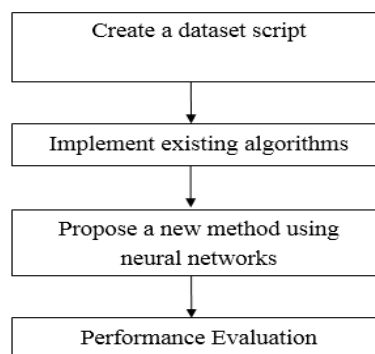 Create a dataset script
Implement existing algorithms
Propose a new method using
neural networks
Performance Evaluation